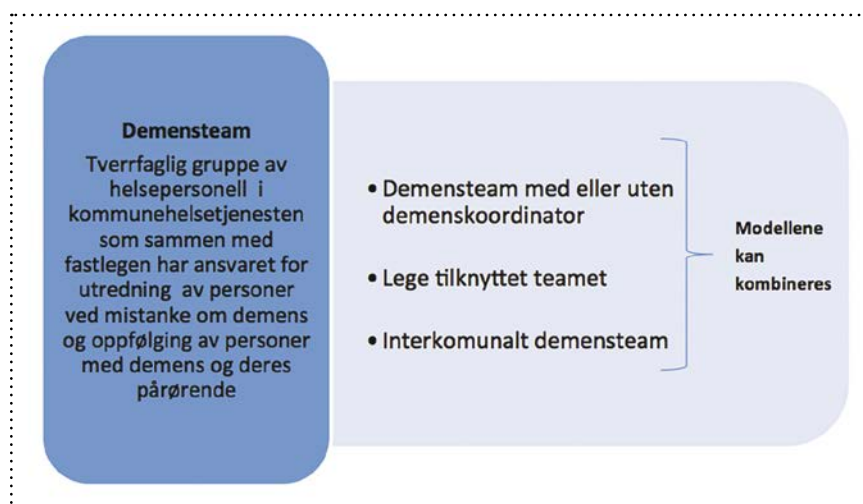 Demensteam
Tverrfaglig gruppe av
helsepersonell i
kommunehelsetjenesten
som sammen med
fastlegen har ansvaret for
utredning av personer
ved mistanke om demens
og oppfølging av personer
med demens og deres
pårørende
• Demensteam med eller uten
demenskoordinator
• Lege tilknyttet teamet
• Interkomunalt demensteam
Modellene
kan
kombineres